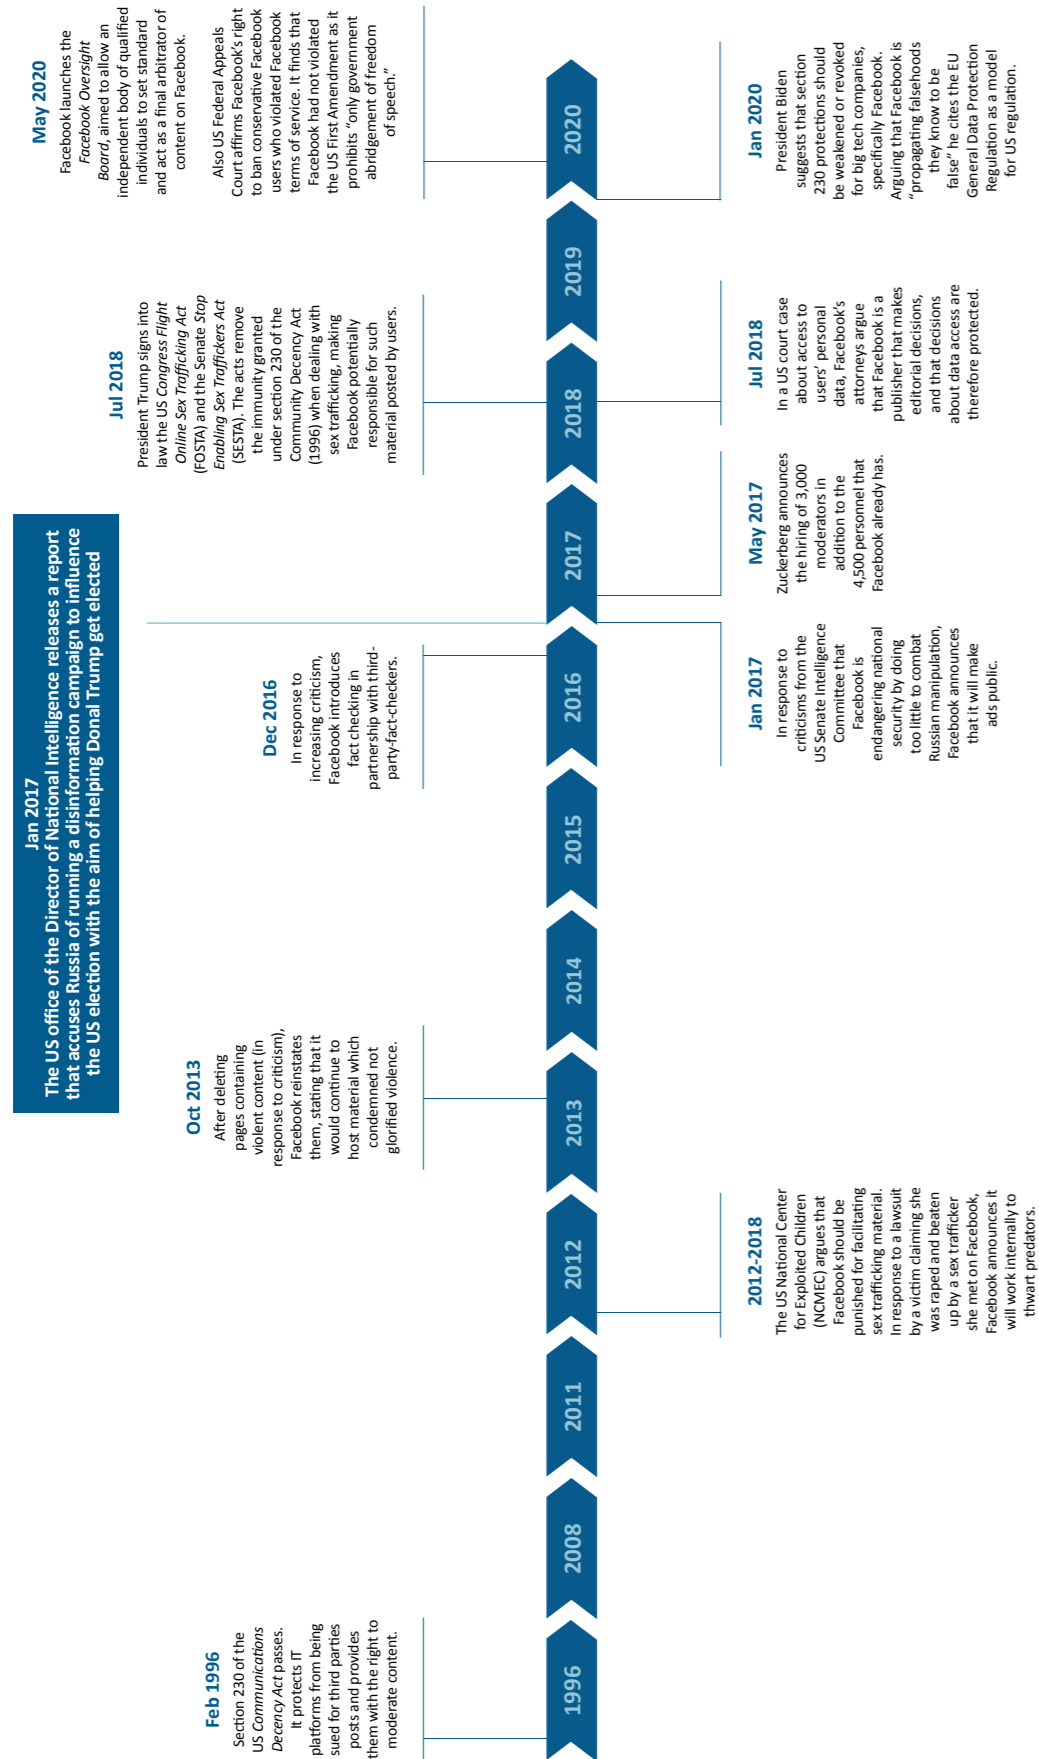 Jan 2017
The US office of the Director of National Intelligence releases a report
that accuses Russia of running a disinformation campaign to influence
the US election with the aim of helping Donal Trump get elected
Feb 1996
Section 230 of the
US Communications
Decency Act passes.
It protects IT
platforms from being
sued for third parties
posts and provides
them with the right to
moderate content.
Oct 2013
After deleting
pages containing
violent content (in
response to criticism),
Facebook reinstates
them, stating that it
would continue to
host material which
condemned not
glorified violence.
Dec 2016
In response to
increasing criticism,
Facebook introduces
fact checking in
partnership with third-
party-fact-checkers.
Jul 2018
President Trump signs into
law the US Congress Flight
Online Sex Trafficking Act
(FOSTA) and the Senate Stop
Enabling Sex Traffickers Act
(SESTA). The acts remove
the immunity granted
under section 230 of the
Community Decency Act
(1996) when dealing with
sex trafficking, making
Facebook potentially
responsible for such
material posted by users.
May 2020
Facebook launches the
Facebook Oversight
Board, aimed to allow an
independent body of qualified
individuals to set standard
and act as a final arbitrator of
content on Facebook.
Also US Federal Appeals
Court affirms Facebook's right
to ban conservative Facebook
users who violated Facebook
terms of service. It finds that
Facebook had not violated
the US First Amendment as it
prohibits "only government
abridgement of freedom
of speech."
1996
2008
2011
2012
2013
2014
2015
2016
2017
2018
2019
2020
2012-2018
The US National Center
for Exploited Children
(NCMEC) argues that
Facebook should be
punished for facilitating
sex trafficking material.
In response to a lawsuit
by a victim claiming she
was raped and beaten
up by a sex trafficker
she met on Facebook,
Facebook announces it
will work internally to
thwart predators.
Jan 2017
In response to
criticisms from the
US Senate Intelligence
Committee that
Facebook is
endangering national
security by doing
too little to combat
Russian manipulation,
Facebook announces
that it will make
ads public.
May 2017
Zuckerberg announces
the hiring of 3,000
moderators in
addition to the
4,500 personnel that
Facebook already has.
Jul 2018
In a US court case
about access to
users' personal
data, Facebook's
attorneys argue
that Facebook is a
publisher that makes
editorial decisions,
and that decisions
about data access are
therefore protected.
Jan 2020
President Biden
suggests that section
230 protections should
be weakened or revoked
for big tech companies,
specifically Facebook.
Arguing that Facebook is
"propagating falsehoods
they know to be
false" he cites the EU
General Data Protection
Regulation as a model
for US regulation.